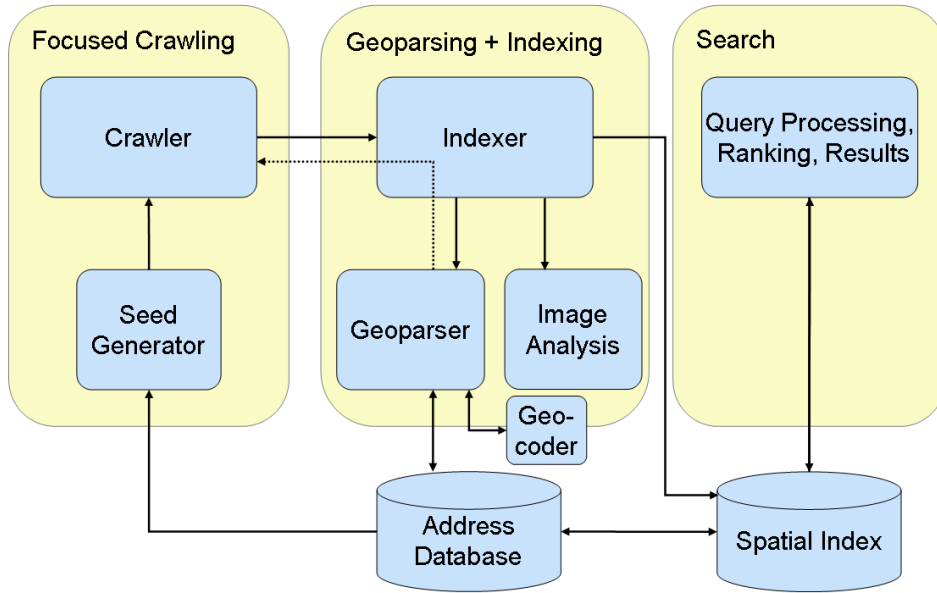 Focused Crawling
Geoparsing + Indexing
Search
Crawler
Indexer
Query Processing,
Ranking, Results
Seed
Generator
Geoparser
Image
Analysis
Geo-
coder
Address
Database
Spatial Index